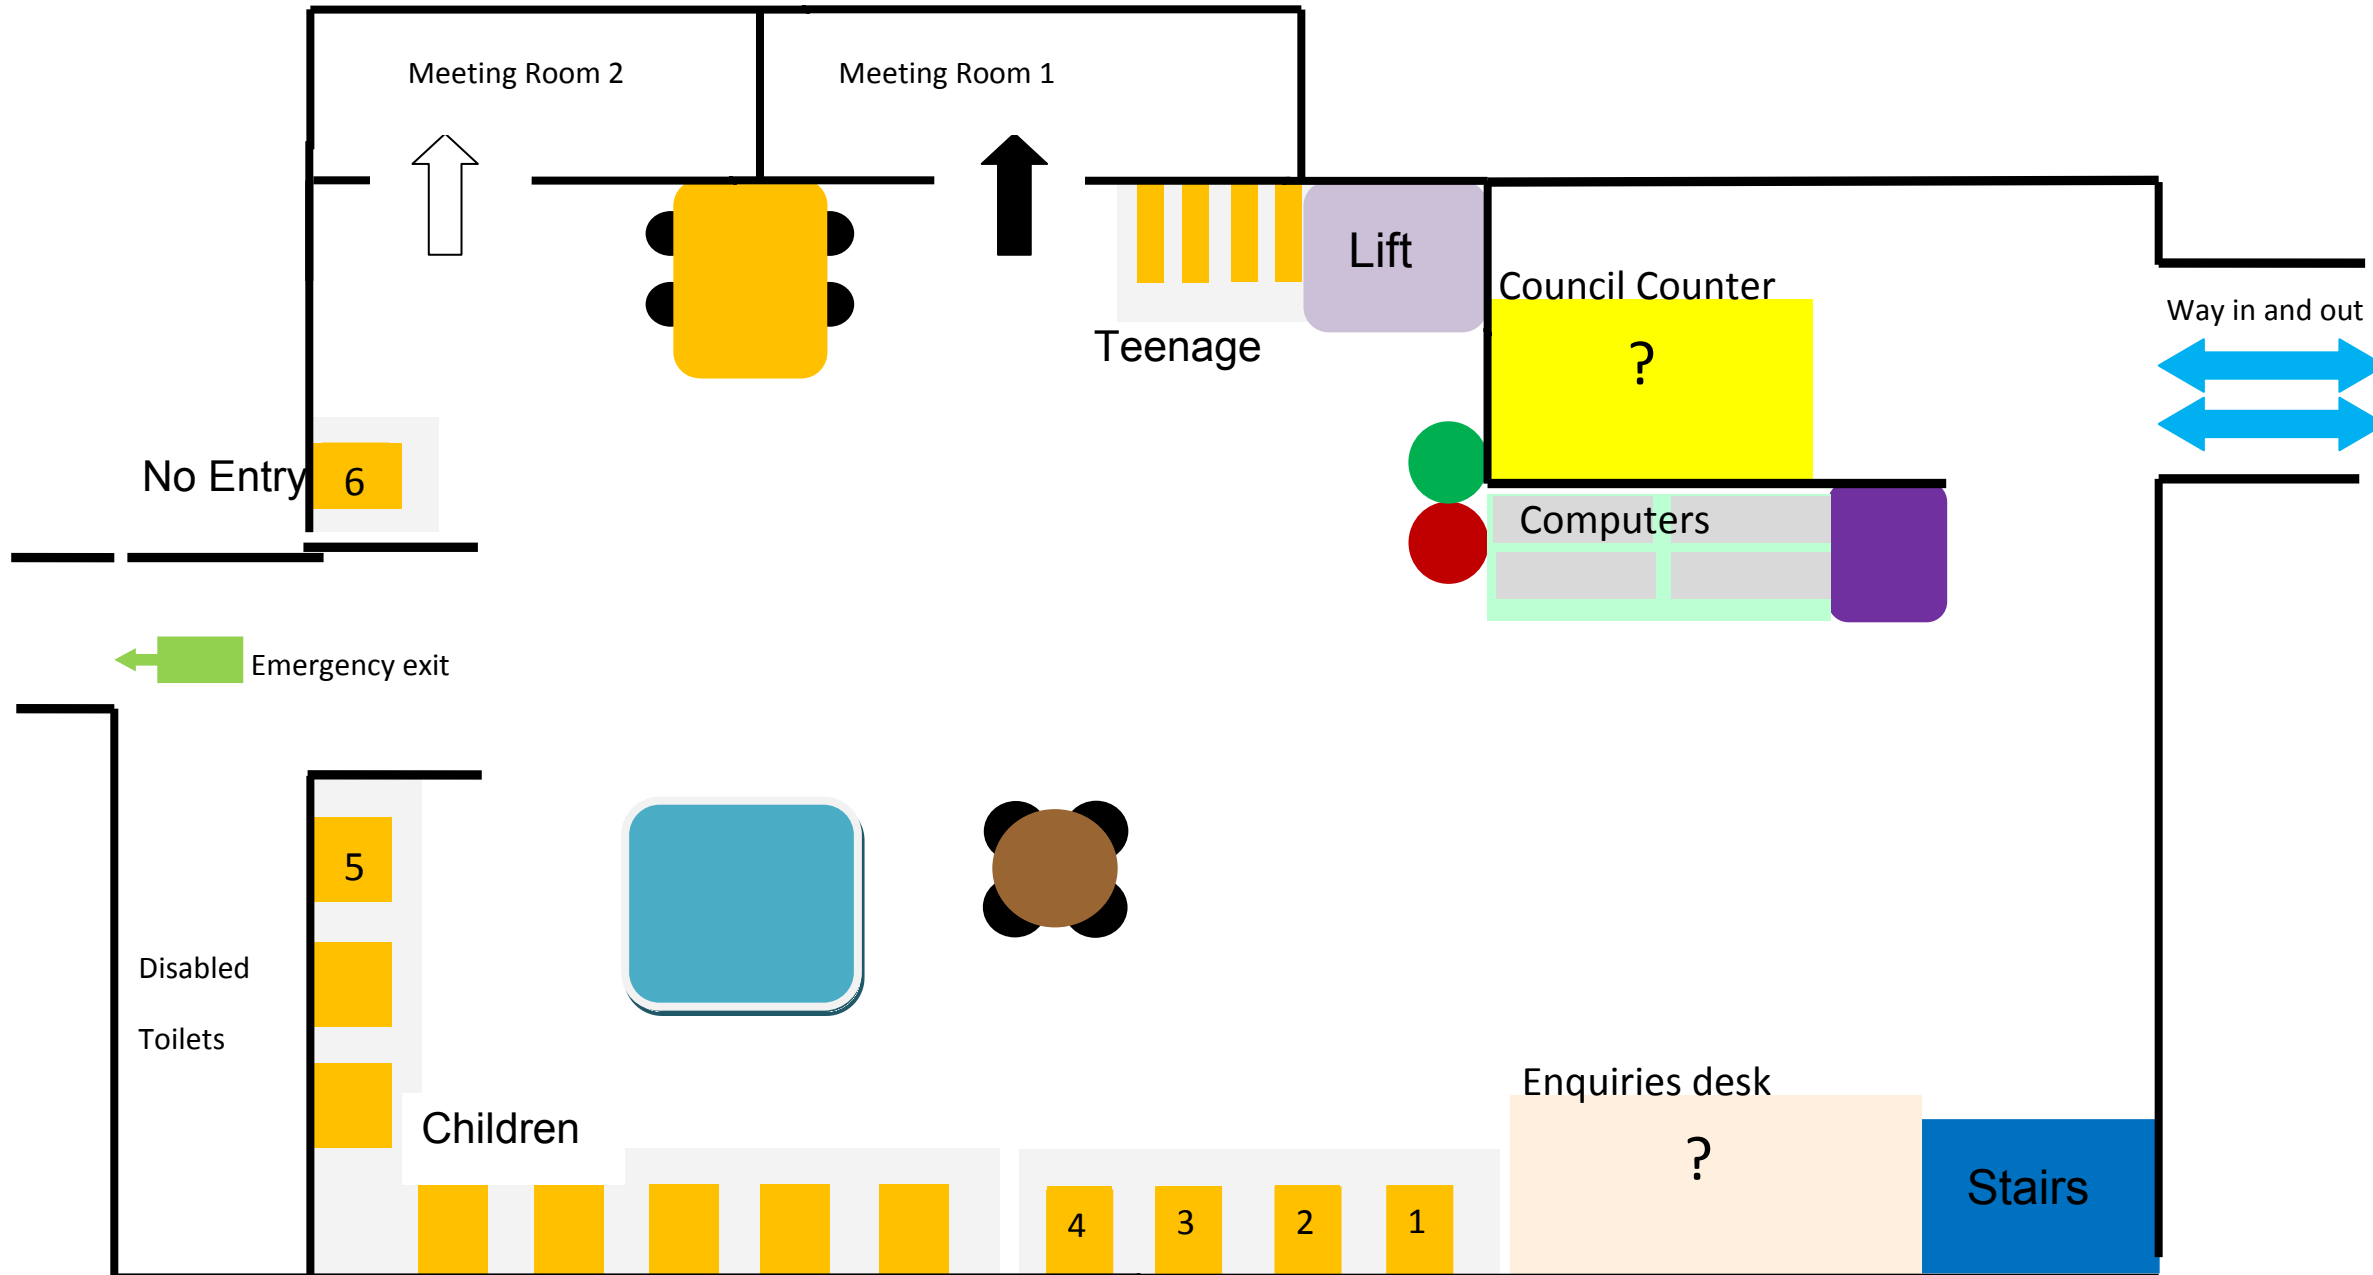 Meeting Room 2
Meeting Room 1
Lift
Council Counter
?
Way in and out
Teenage
No Entry
6
Computers
Emergency exit
5
Disabled
Toilets
Children
Enquiries desk
?
Stairs
4
3
2
1